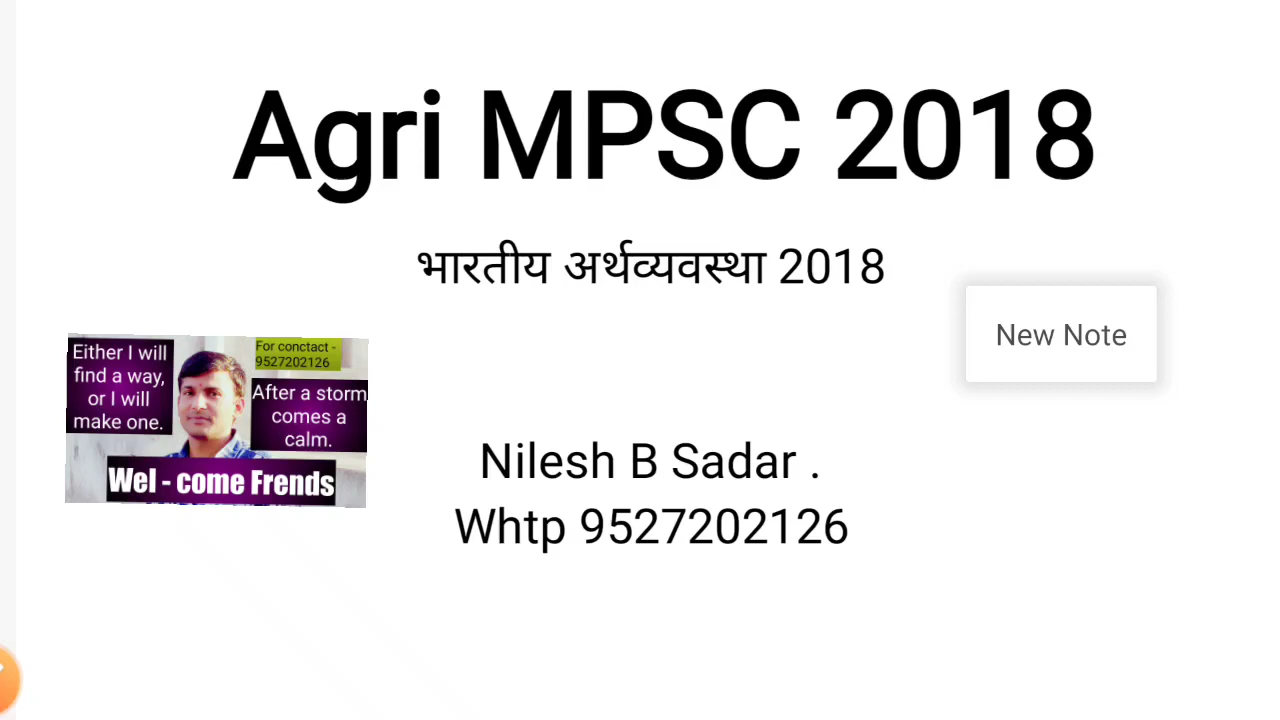 Agri MPSC 2018
भारतीय अर्थव्यवस्था 2018
New Note
Either I will
find a way,
or I will
make one.
For conctact -
9527202126
After a storm
comes a
calm.
Wel - come Frends
Nilesh B Sadar .
Whtp 9527202126